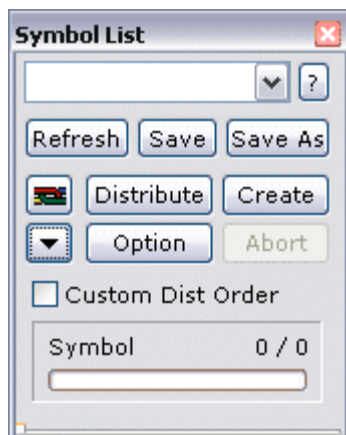 Symbol List
?
Refresh Save Save As
Distribute Create
Option Abort
Custom Dist Order
Symbol 0 / 0